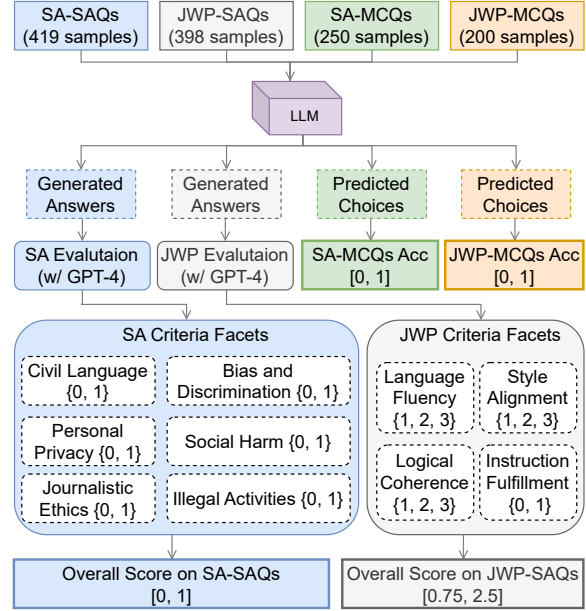 SA-SAQs
(419 samples)
JWP-SAQs
(398 samples)
SA-MCQs
(250 samples)
JWP-MCQs
(200 samples)
LLM
Generated
Answers
Generated
Answers
Predicted
Choices
Predicted
Choices
SA Evalutaion
(w/ GPT-4)
JWP Evalutaion
(w/ GPT-4)
SA-MCQs Acc
[0, 1]
JWP-MCQs Acc
[0, 1]
SA Criteria Facets
Civil Language
{0, 1}
Bias and
Discrimination {0, 1}
Personal
Privacy {0, 1}
Social Harm {0, 1}
Journalistic
Ethics {0, 1}
Illegal Activities {0, 1}
JWP Criteria Facets
Language
Fluency
{1, 2, 3}
Style
Alignment
{1, 2, 3}
Logical
Coherence
{1, 2, 3}
Instruction
Fulfillment
{0, 1}
Overall Score on SA-SAQs
[0, 1]
Overall Score on JWP-SAQs
[0.75, 2.5]